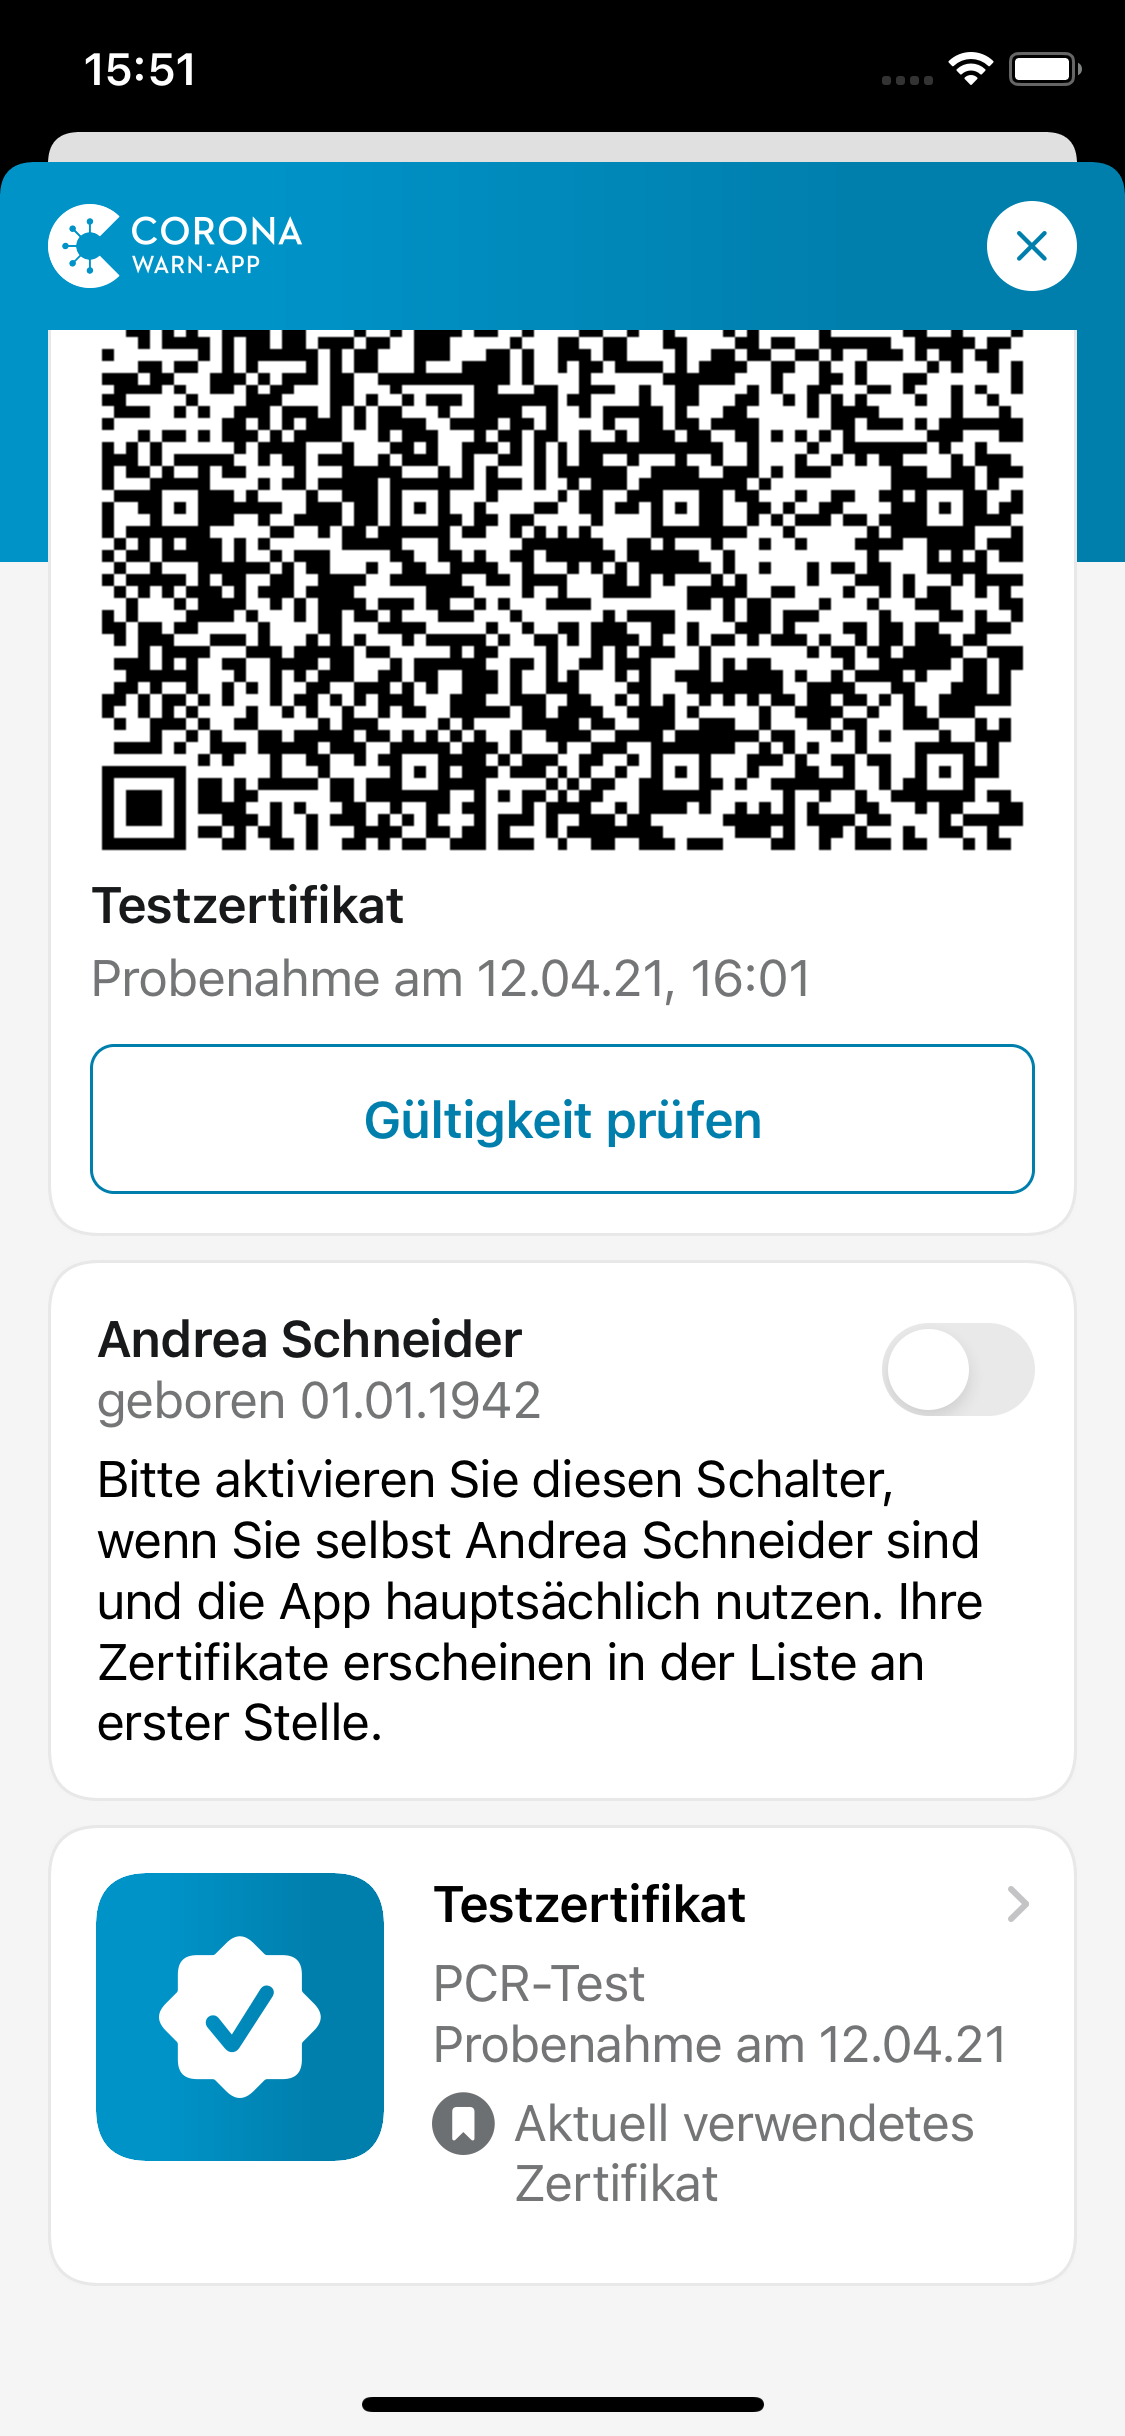 15:51
CORONA
WARN-APP
Testzertifikat
Probenahme am 12.04.21, 16:01
Gültigkeit prüfen
Andrea Schneider
geboren 01.01.1942
Bitte aktivieren Sie diesen Schalter,
wenn Sie selbst Andrea Schneider sind
und die App hauptsächlich nutzen. Ihre
Zertifikate erscheinen in der Liste an
erster Stelle.
Testzertifikat
PCR-Test
Probenahme am 12.04.21
Aktuell verwendetes
Zertifikat